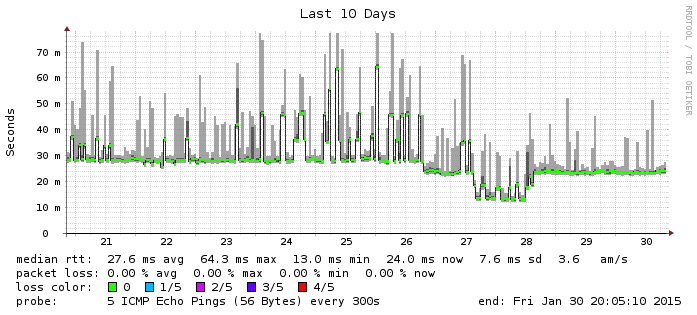 Last 10 Days
RRDTOOL / TOBI OETIKER
Seconds
70 m
60 m
50 m
40 m
30 m
20 m
10 m
0
21 22 23 24 25 26 27 28 29 30
median rtt: 27.6 ms avg 64.3 ms max 13.0 ms min 24.0 ms now 7.6 ms sd 3.6 am/s
packet loss: 0.00 % avg 0.00 % max 0.00 % min 0.00 % now
loss color: 0 1/5 2/5 3/5 4/5
probe: 5 ICMP Echo Pings (56 Bytes) every 300s end: Fri Jan 30 20:05:10 2015